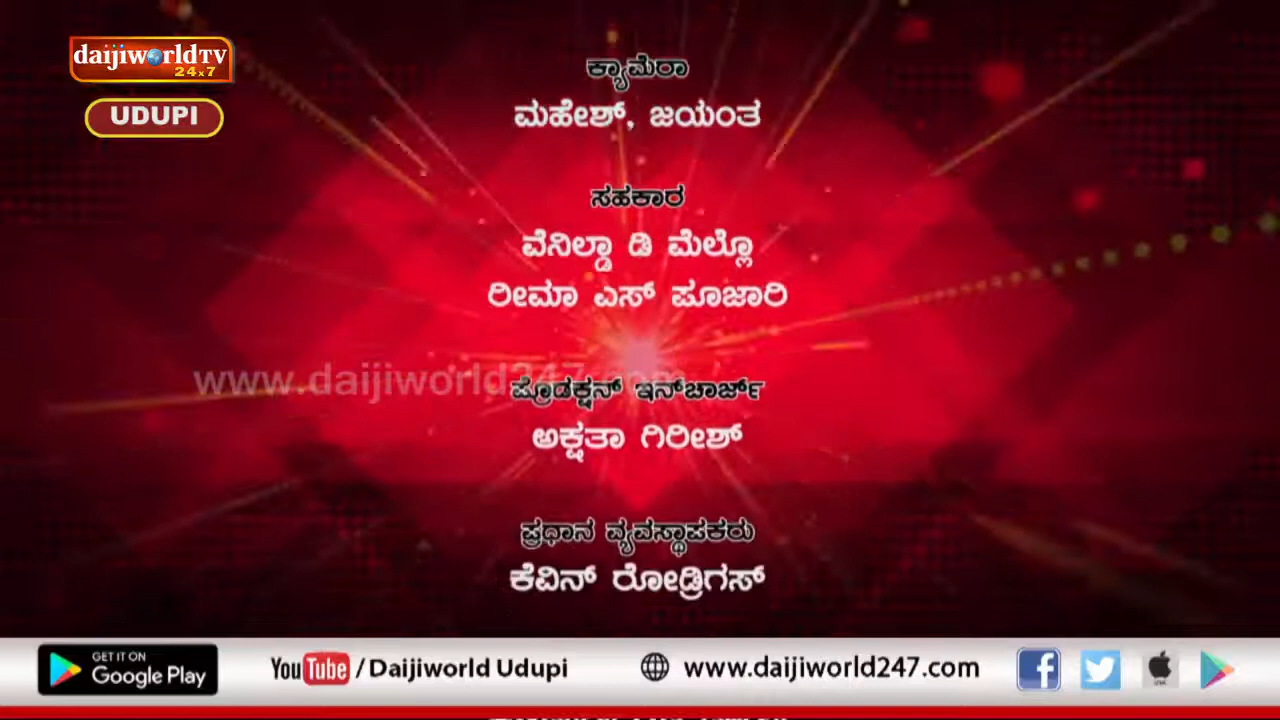 daijiworldTV
24x7
UDUPI
ಕ್ಯಾಮೆರಾ
ಮಹೇಶ್, ಜಯಂತ
ಸಹಕಾರ
ವೆನಿಲ್ಡಾ ಡಿ ಮೆಲ್ಲೊ
ರೀಮಾ ಎಸ್ ಪೂಜಾರಿ
www.daijiworld247.com
ಪ್ರೊಡಕ್ಷನ್ ಇನ್‌ಚಾರ್ಜ್
ಅಕ್ಷತಾ ಗಿರೀಶ್
ಪ್ರಧಾನ ವ್ಯವಸ್ಥಾಪಕರು
ಕೆವಿನ್ ರೋಡ್ರಿಗಸ್
GET IT ON
Google Play
YouTube /Daijiworld Udupi
www.daijiworld247.com